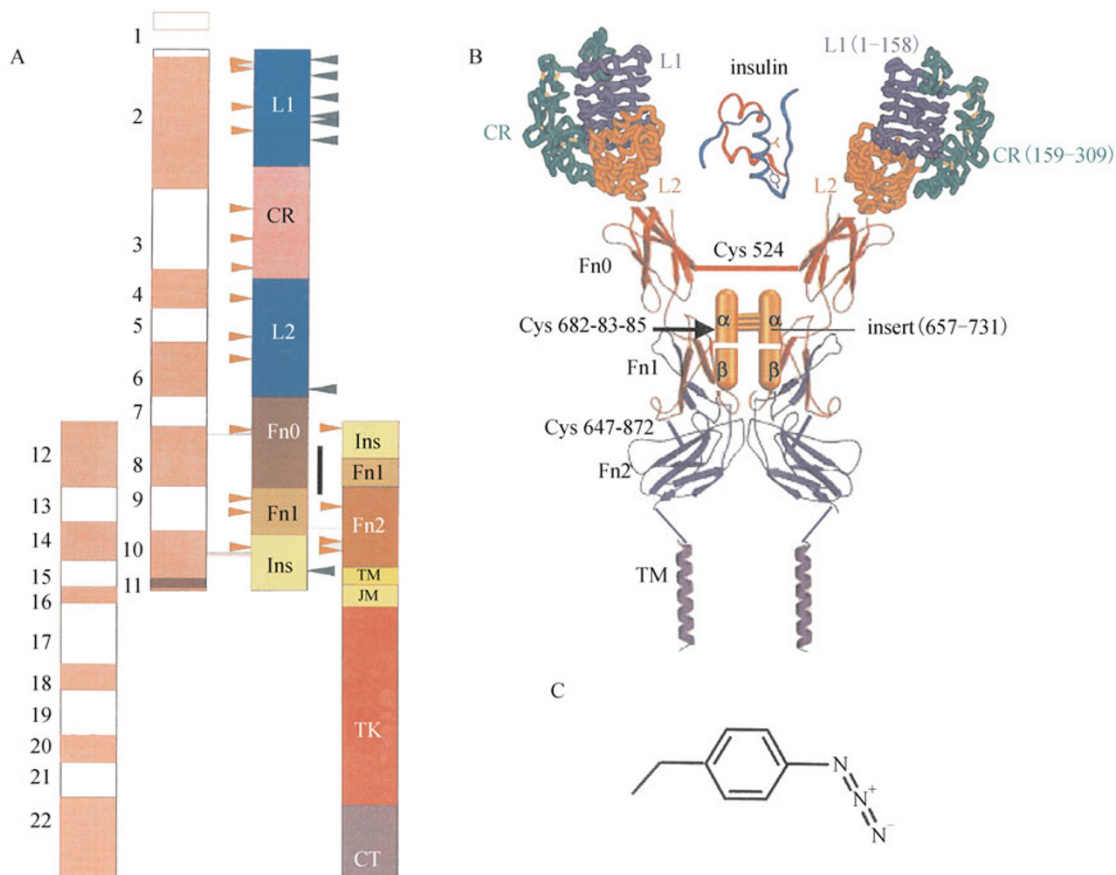 A
1
2
3
4
5
6
7
8
9
10
11
12
13
14
15
16
17
18
19
20
21
22
L1
CR
L2
Fn0
Fn1
Ins
Ins
Fn1
Fn2
TM
JM
TK
CT
B
L1
CR
L2
insulin
L1(1-158)
CR(159-309)
L2
Fn0
Cys 524
Cys 682-83-85
α
α
insert(657-731)
Fn1
β
β
Cys 647-872
Fn2
TM
C
N
N+
N−